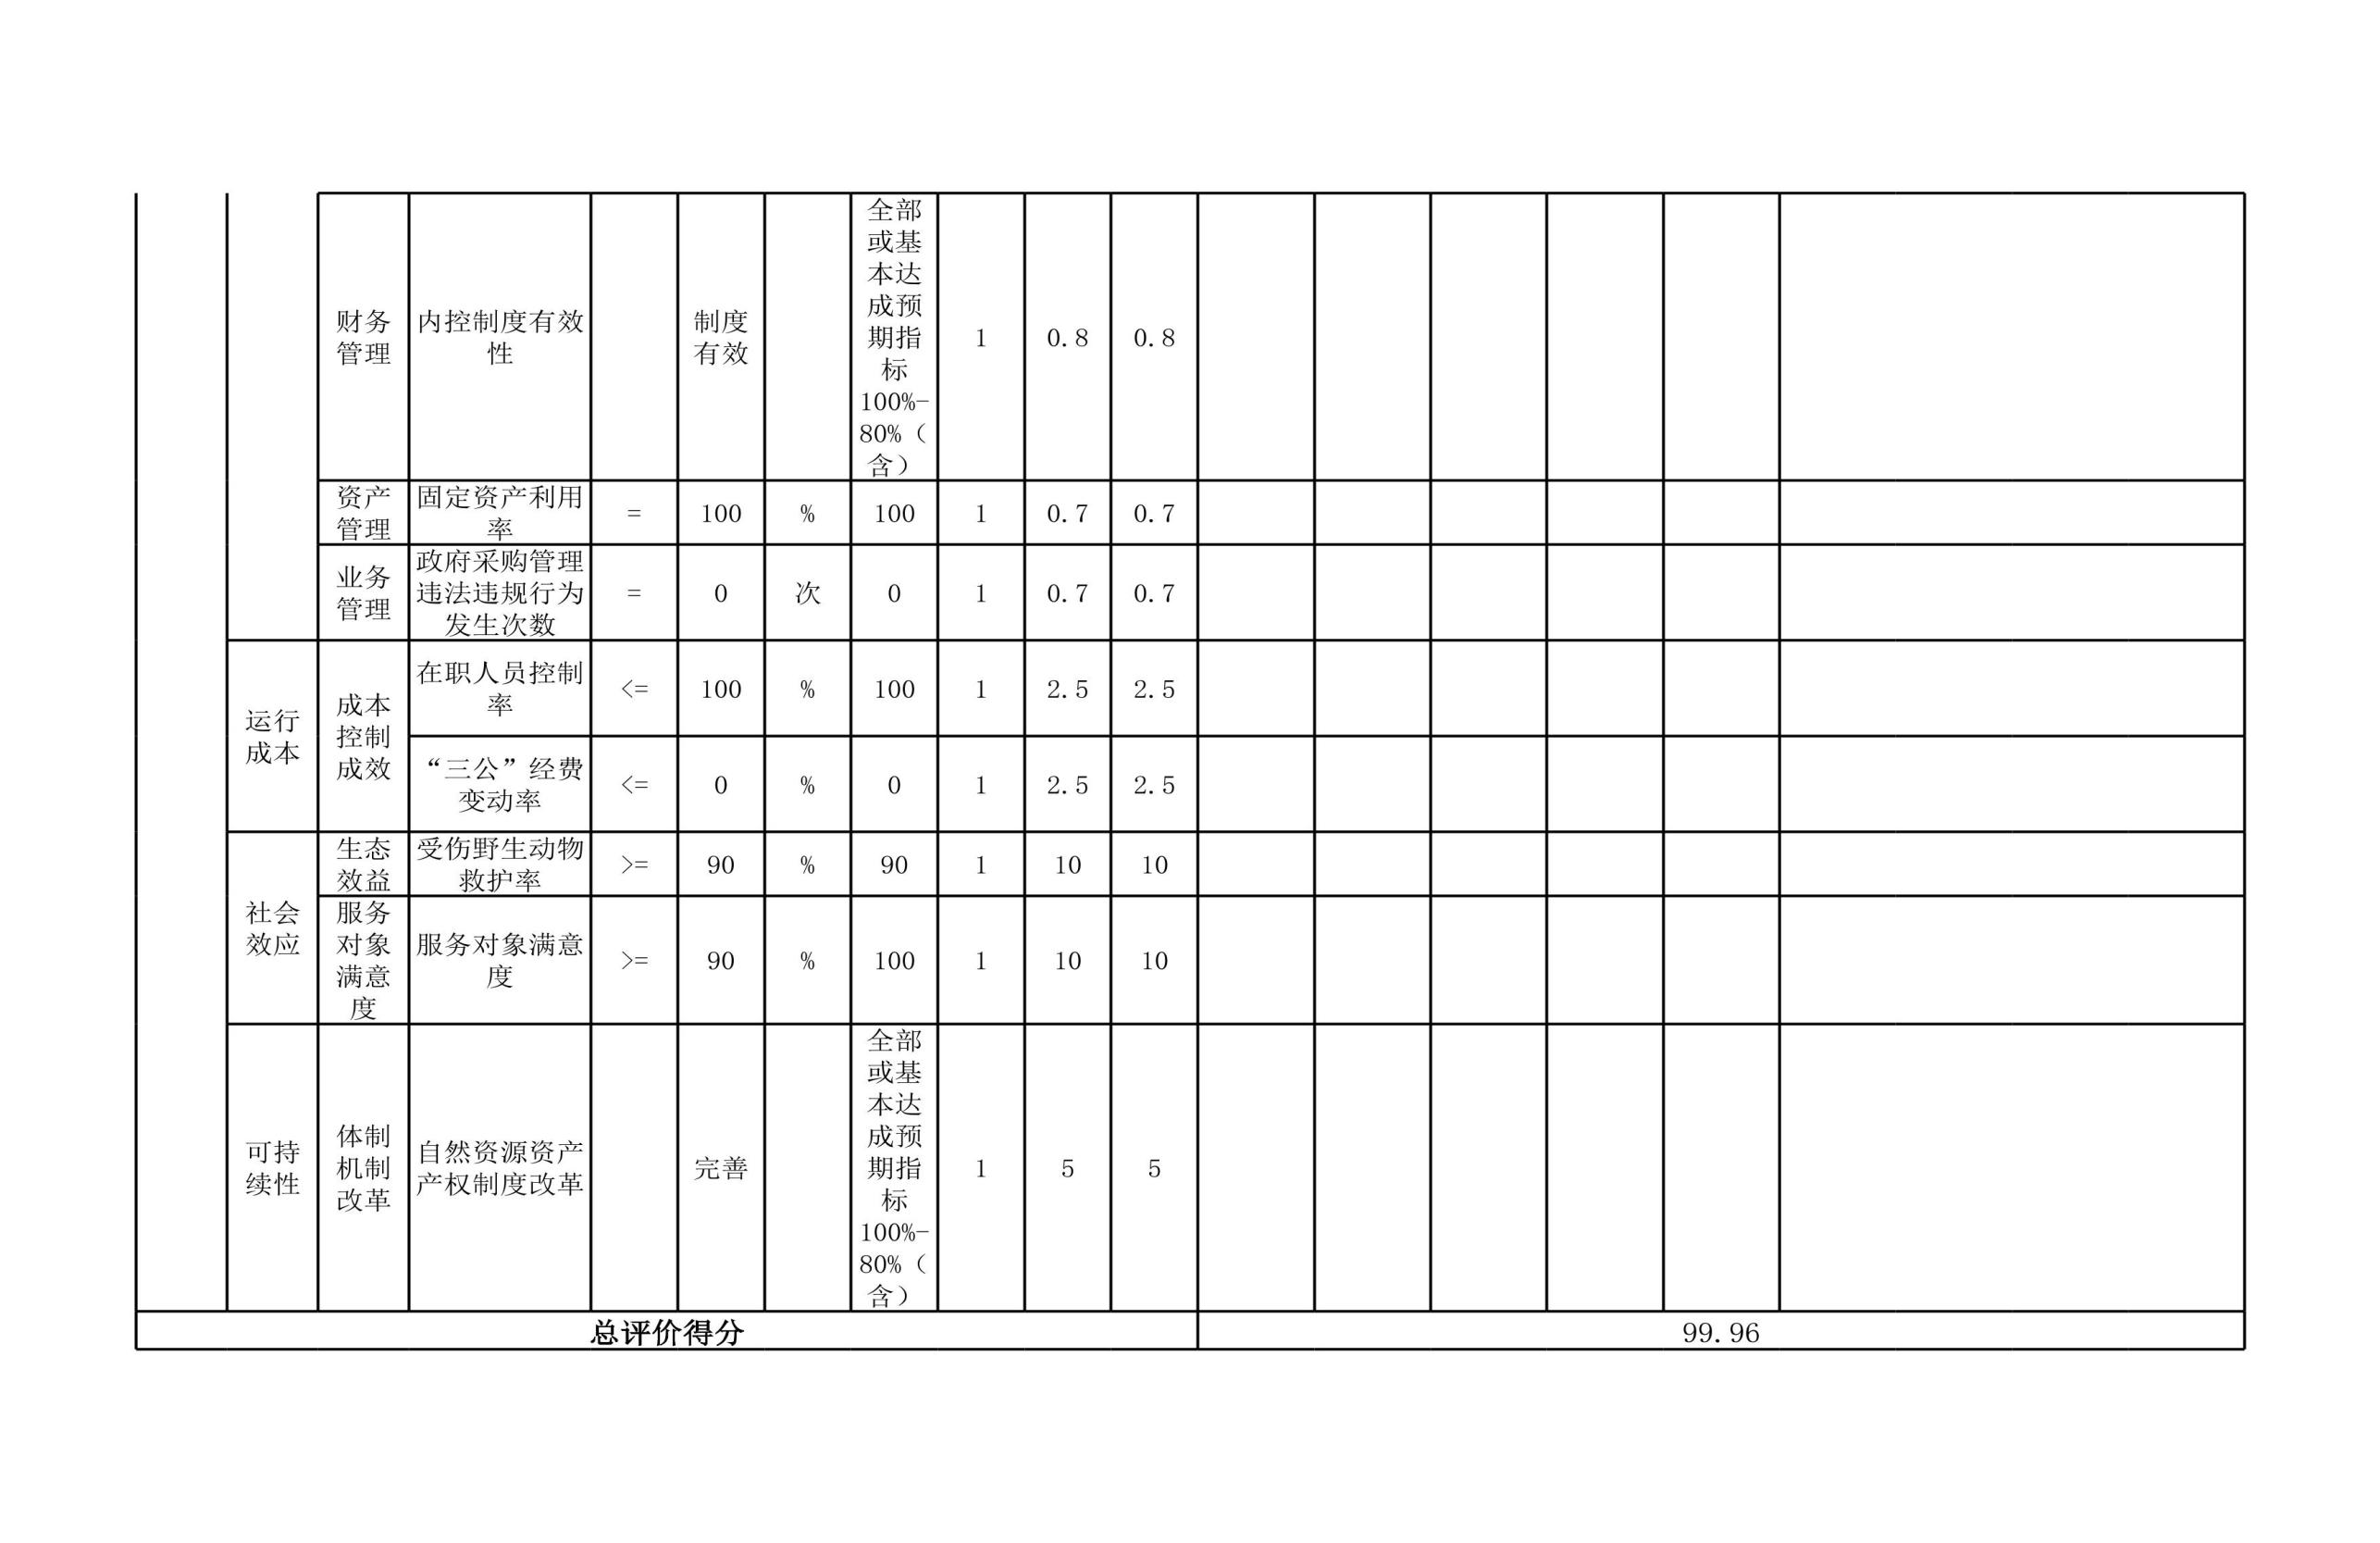 财务
管理
内控制度有效
性
制度
有效
全部
或基
本达
成预
期指
标
100%-
80%（
含）
1
0.8
0.8
资产
管理
固定资产利用
率
=
100
%
100
1
0.7
0.7
业务
管理
政府采购管理
违法违规行为
发生次数
=
0
次
0
1
0.7
0.7
运行
成本
成本
控制
成效
在职人员控制
率
<=
100
%
100
1
2.5
2.5
“三公”经费
变动率
<=
0
%
0
1
2.5
2.5
社会
效应
生态
效益
受伤野生动物
救护率
>=
90
%
90
1
10
10
服务
对象
满意
度
服务对象满意
度
>=
90
%
100
1
10
10
可持
续性
体制
机制
改革
自然资源资产
产权制度改革
完善
全部
或基
本达
成预
期指
标
100%-
80%（
含）
1
5
5
总评价得分
99.96